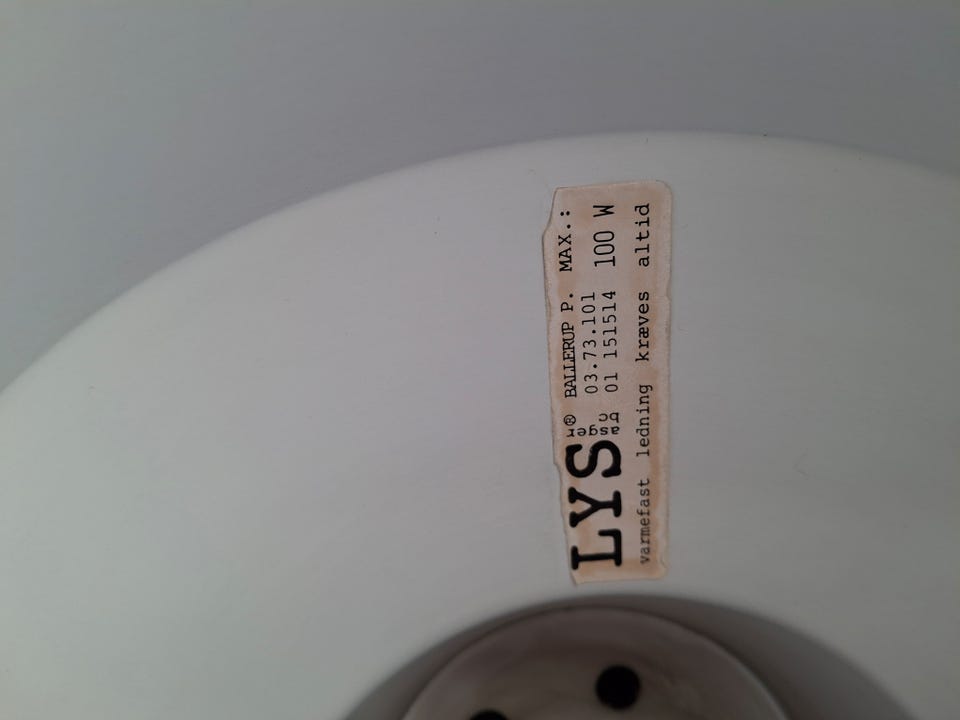 LYS asger bc ® BALLERUP P. MAX.:
03.73.101
01 151514 100 W
varmefast ledning kræves altid